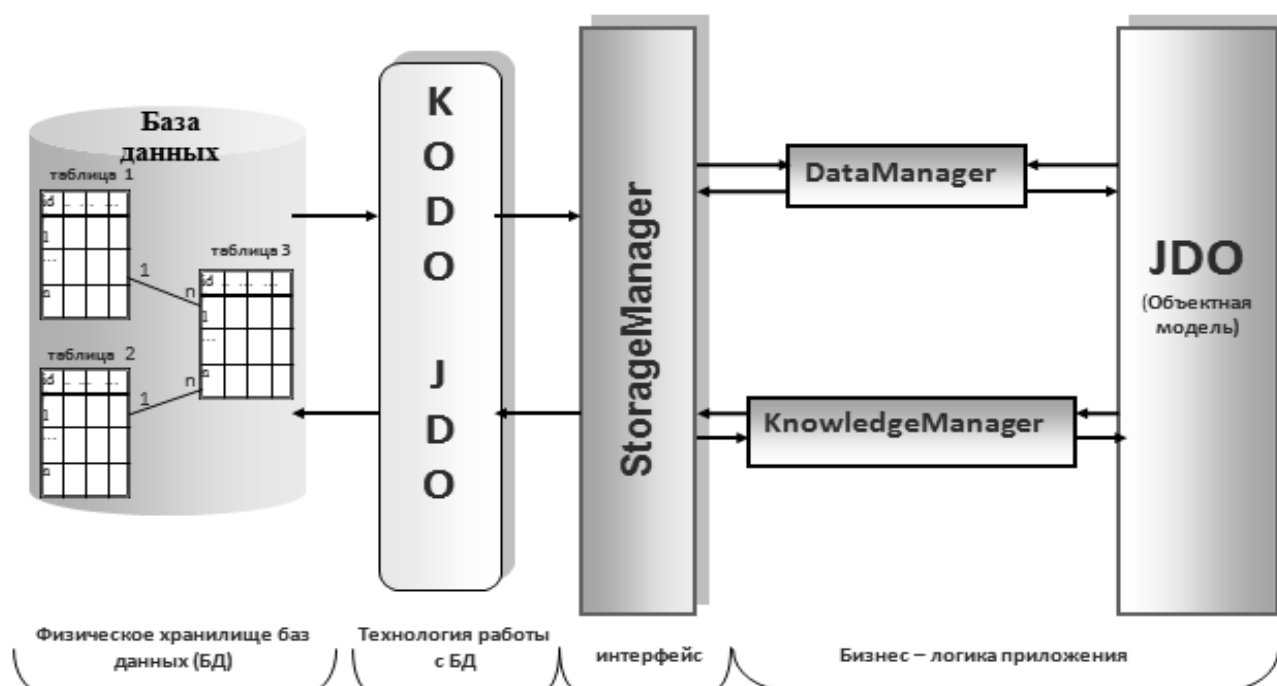 База
данных
таблица 1
id
1
...
n
1
n
таблица 3
id
1
...
n
таблица 2
id
1
...
n
1
n
K
O
D
O
J
D
O
StorageManager
DataManager
KnowledgeManager
JDO
(Объектная
модель)
Физическое хранилище баз
данных (БД)
Технология работы
с БД
интерфейс
Бизнес – логика приложения